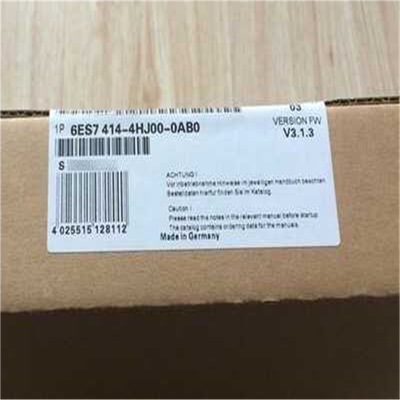 03
1P 6ES7 414-4HJ00-0AB0
VERSION FW
V3.1.3
S
ACHTUNG!
Vor Inbetriebnahme Hinweise im jeweiligen Handbuch beachten.
Bestelldaten hierfür finden Sie im Katalog.
Caution!
Please read the notes in the relevant manual before startup.
The catalog contains ordering data for the manuals.
Made in Germany
4 025515 128112